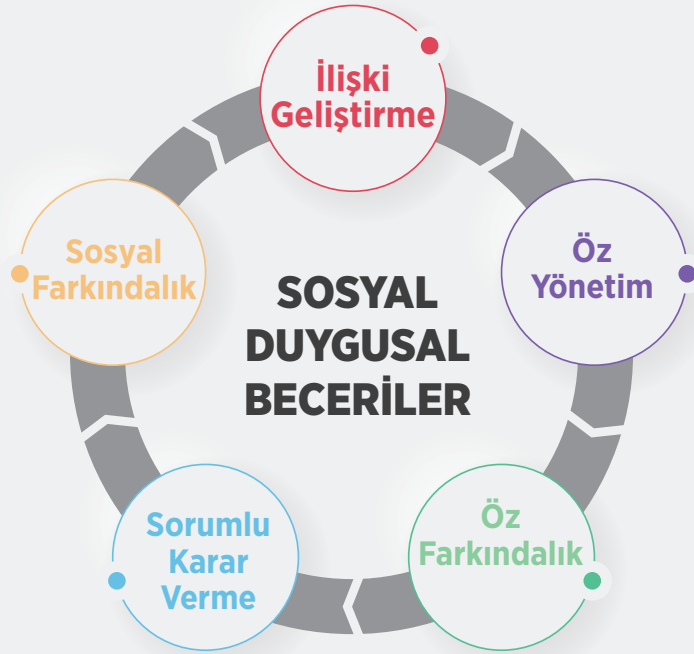 İlişki
Geliştirme
Öz
Yönetim
Öz
Farkındalık
Sorumlu
Karar
Verme
Sosyal
Farkındalık
SOSYAL
DUYGUSAL
BECERİLER